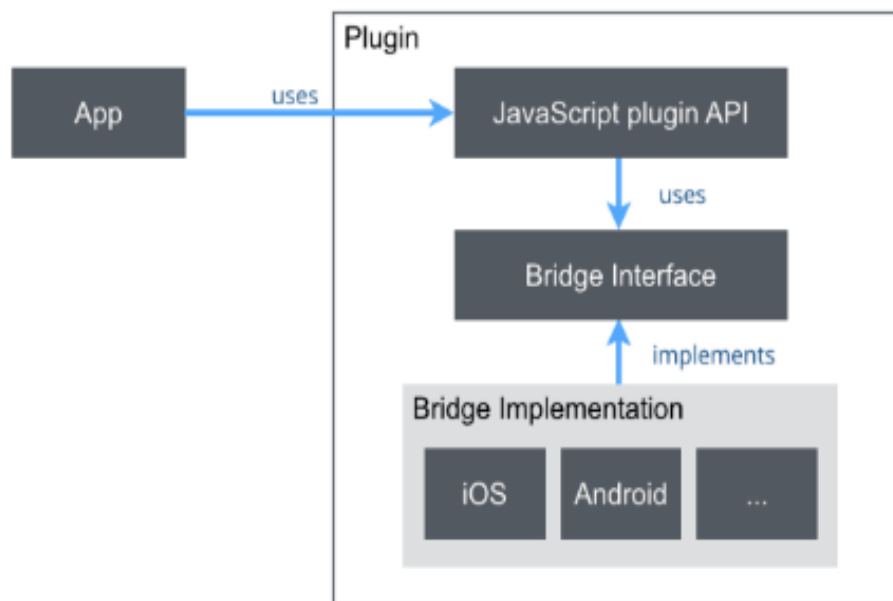 Plugin
App
uses
JavaScript plugin API
uses
Bridge Interface
implements
Bridge Implementation
iOS
Android
...